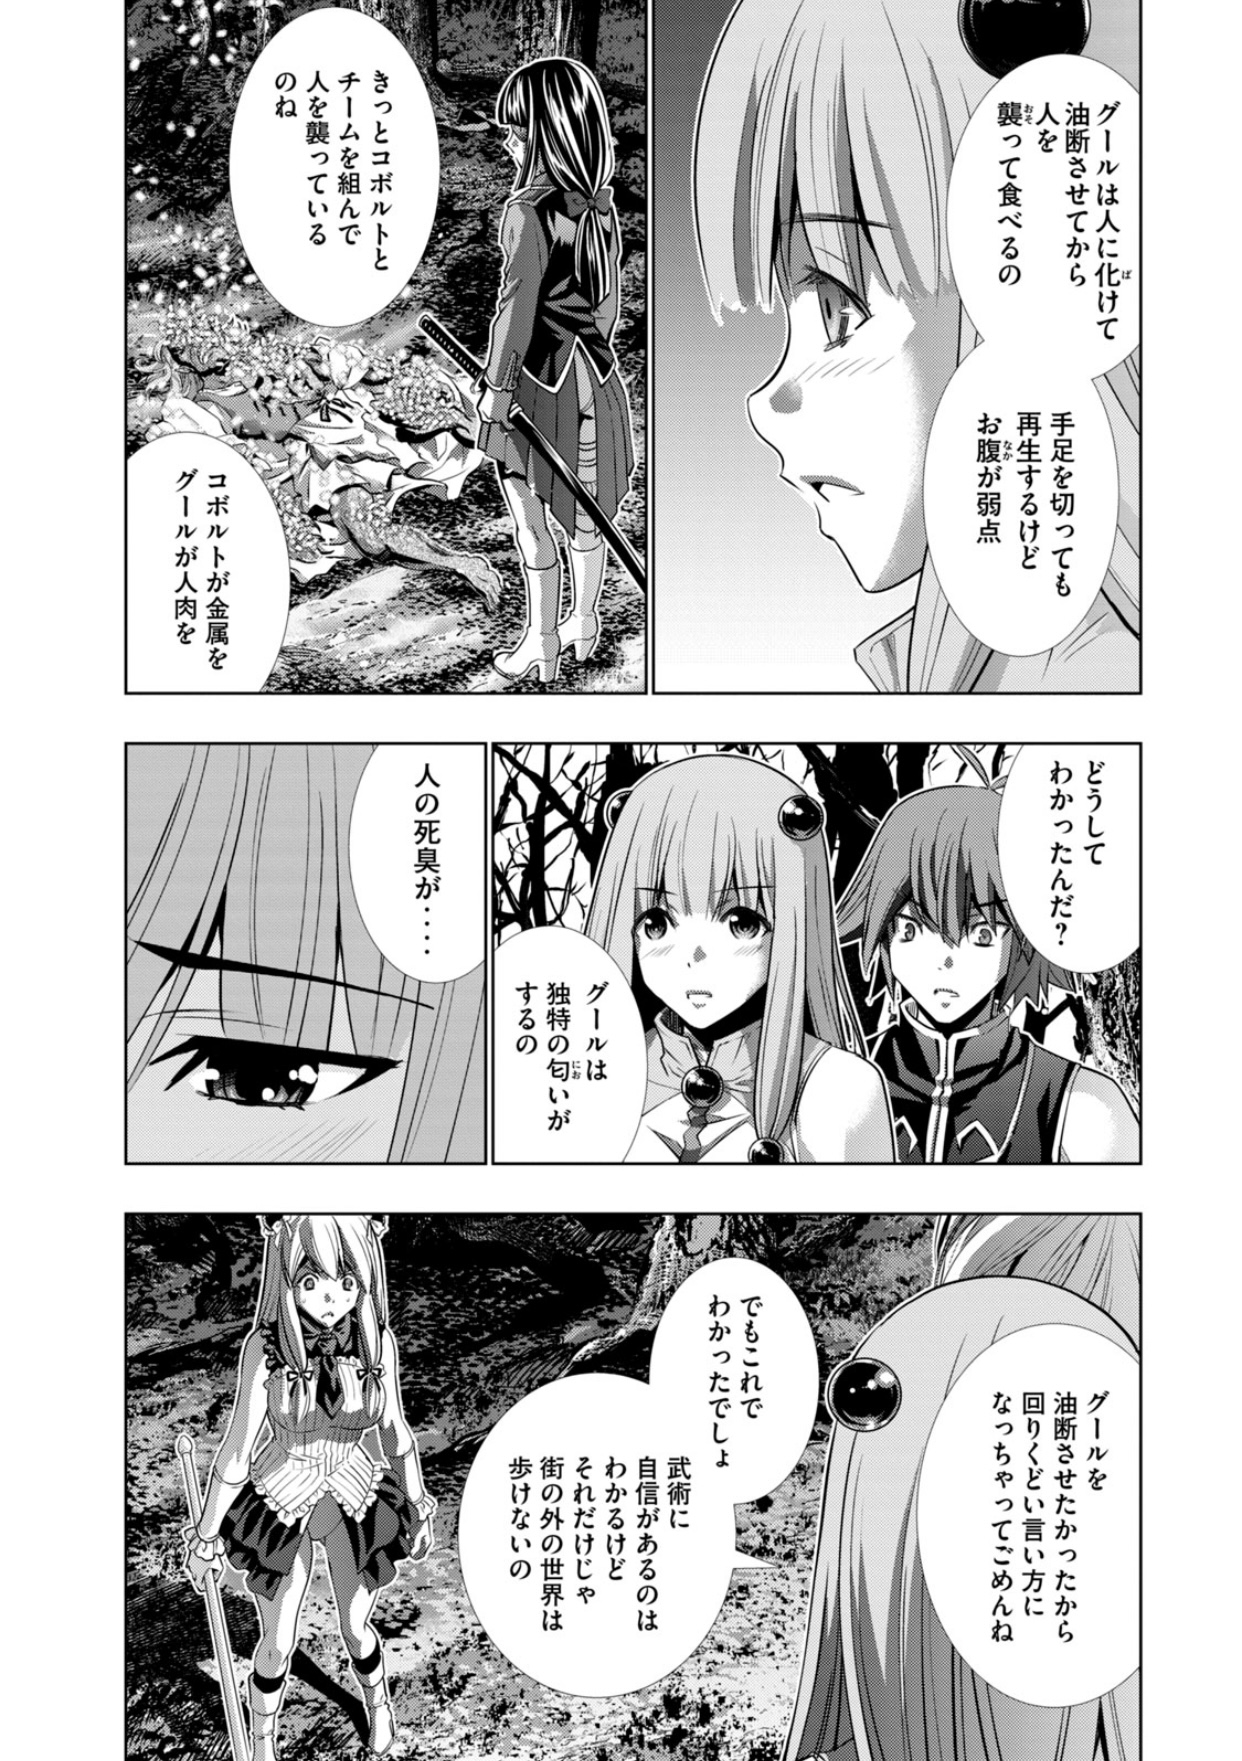 グールは人に化けて
油断させてから
人を
襲って食べるの
手足を切っても
再生するけど
お腹が弱点
きっとコボルトと
チームを組んで
人を襲っている
のね
コボルトが金属を
グールが人肉を
どうして
わかったんだ?
グールは
独特の匂いが
するの
人の死臭が‥‥‥
グールを
油断させたかったから
回りくどい言い方に
なっちゃってごめんね
でもこれで
わかったでしょ
武術に
自信があるのは
わかるけど
それだけじゃ
街の外の世界は
歩けないの